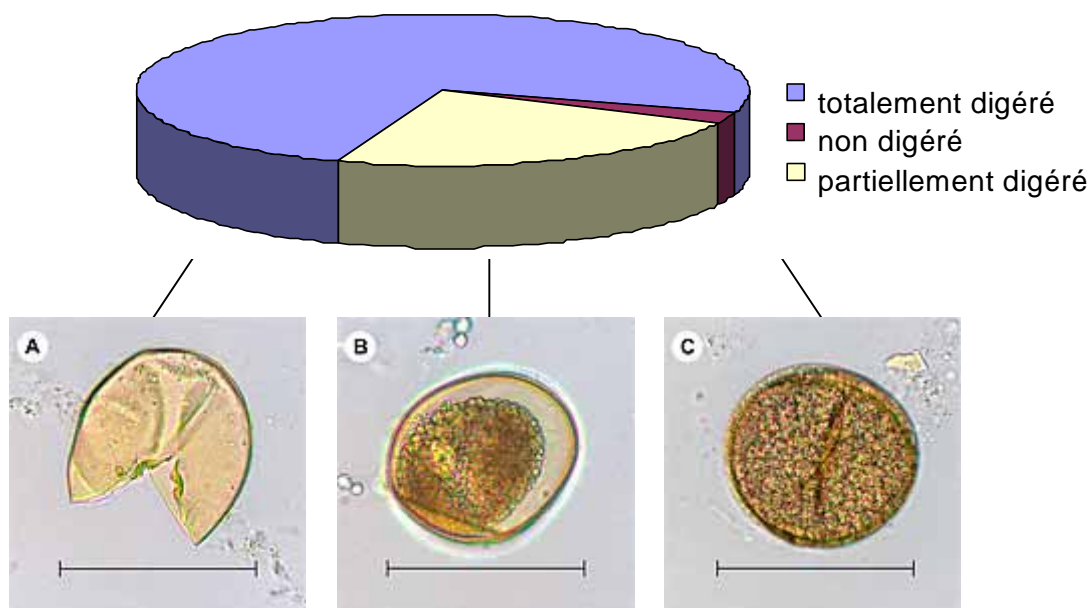 totalement digéré
non digéré
partiellement digéré
A
B
C